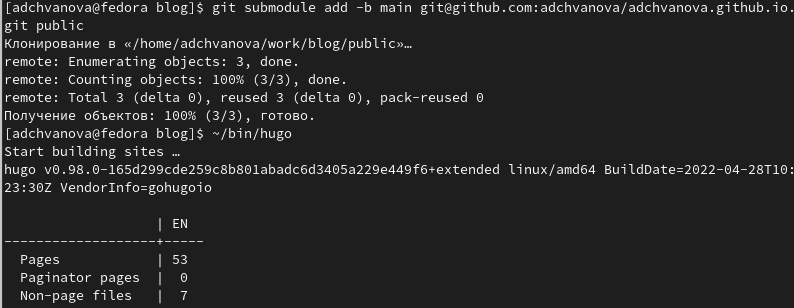 [adchvanova@fedora blog]$ git submodule add -b main git@github.com:adchvanova/adchvanova.github.io.
git public
Клонирование в «/home/adchvanova/work/blog/public»…
remote: Enumerating objects: 3, done.
remote: Counting objects: 100% (3/3), done.
remote: Total 3 (delta 0), reused 3 (delta 0), pack-reused 0
Получение объектов: 100% (3/3), готово.
[adchvanova@fedora blog]$ ~/bin/hugo
Start building sites …
hugo v0.98.0-165d299cde259c8b801abadc6d3405a229e449f6+extended linux/amd64 BuildDate=2022-04-28T10:
23:30Z VendorInfo=gohugoio
                   | EN
-------------------+-----
  Pages            | 53
  Paginator pages  |  0
  Non-page files   |  7